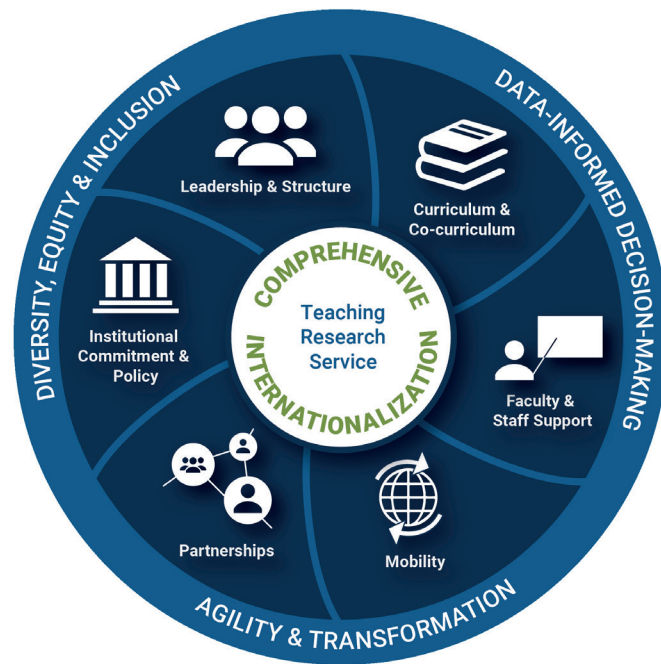 DIVERSITY, EQUITY & INCLUSION
DATA-INFORMED DECISION-MAKING
AGILITY & TRANSFORMATION
Leadership & Structure
Curriculum &
Co-curriculum
Faculty &
Staff Support
Mobility
Partnerships
Institutional
Commitment &
Policy
COMPREHENSIVE
Teaching
Research
Service
INTERNATIONALIZATION